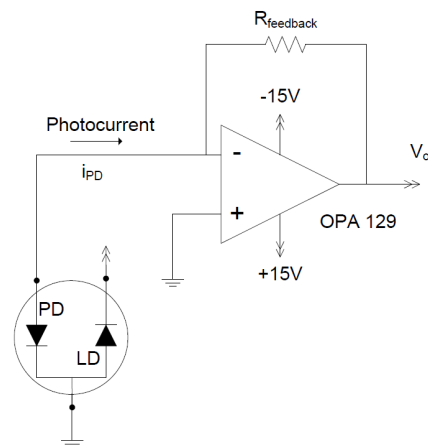 R_feedback
-15V
Photocurrent
i_PD
-
V_o
+
OPA 129
+15V
PD
LD